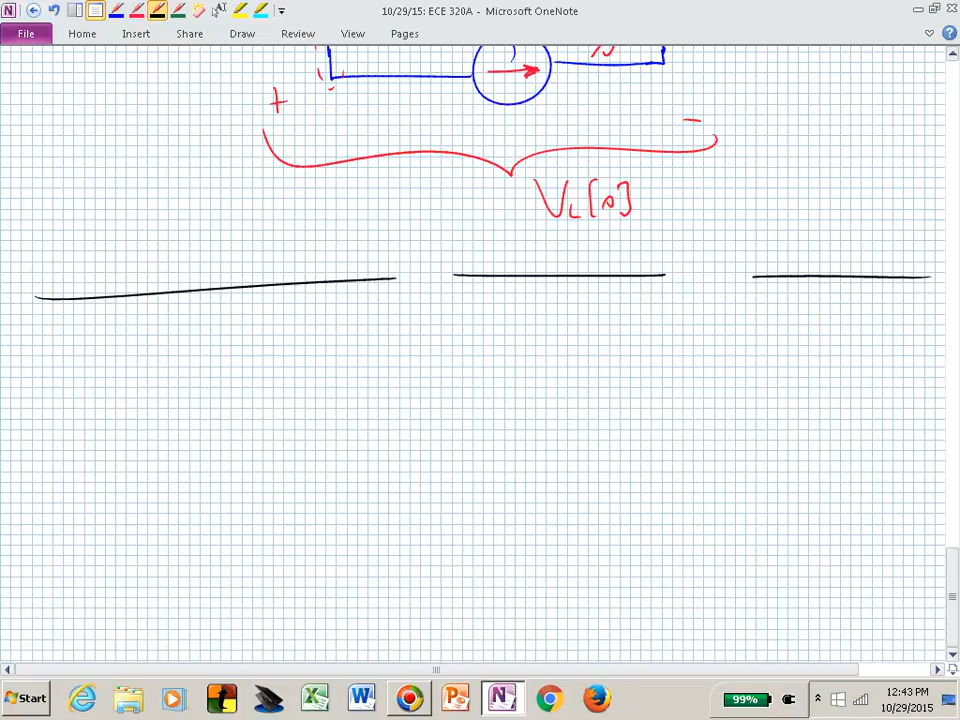 10/29/15: ECE 320A - Microsoft OneNote
File Home Insert Share Draw Review View Pages
+
-
99%
Start
12:43 PM
10/29/2015